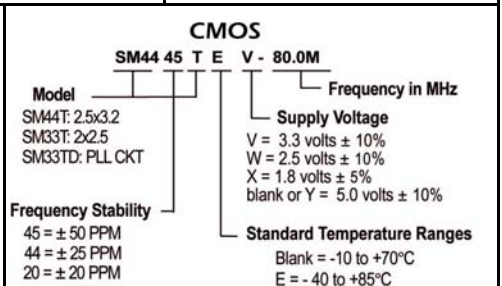 CMOS
SM44 45 T E V - 80.0M
Frequency in MHz
Model
SM44T: 2.5x3.2
SM33T: 2x2.5
SM33TD: PLL CKT
Supply Voltage
V = 3.3 volts ± 10%
W = 2.5 volts ± 10%
X = 1.8 volts ± 5%
blank or Y = 5.0 volts ± 10%
Frequency Stability
45 = ± 50 PPM
44 = ± 25 PPM
20 = ± 20 PPM
Standard Temperature Ranges
Blank = -10 to +70°C
E = - 40 to +85°C